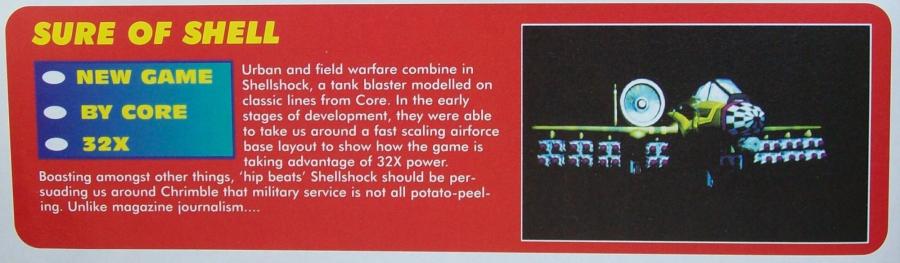 SURE OF SHELL
NEW GAME
BY CORE
32X
Urban and field warfare combine in
Shellshock, a tank blaster modelled on
classic lines from Core. In the early
stages of development, they were able
to take us around a fast scaling airforce
base layout to show how the game is
taking advantage of 32X power.
Boasting amongst other things, 'hip beats' Shellshock should be per-
suading us around Chrimble that military service is not all potato-peel-
ing. Unlike magazine journalism....